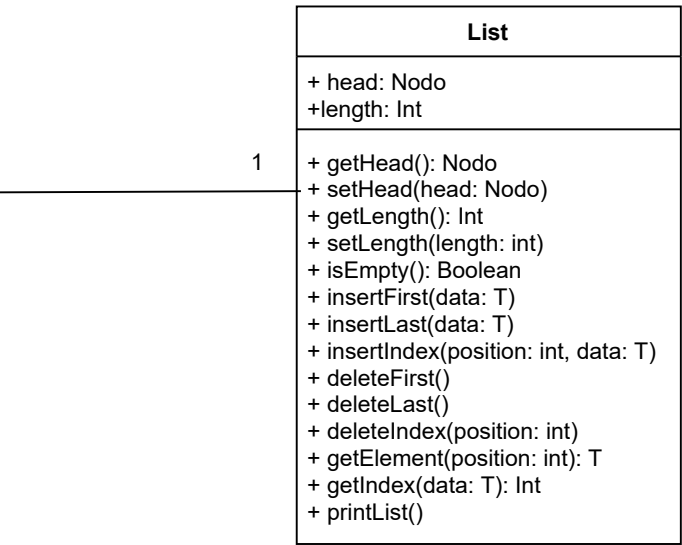 List
+ head: Nodo
+length: Int
1
+ getHead(): Nodo
+ setHead(head: Nodo)
+ getLength(): Int
+ setLength(length: int)
+ isEmpty(): Boolean
+ insertFirst(data: T)
+ insertLast(data: T)
+ insertIndex(position: int, data: T)
+ deleteFirst()
+ deleteLast()
+ deleteIndex(position: int)
+ getElement(position: int): T
+ getIndex(data: T): Int
+ printList()